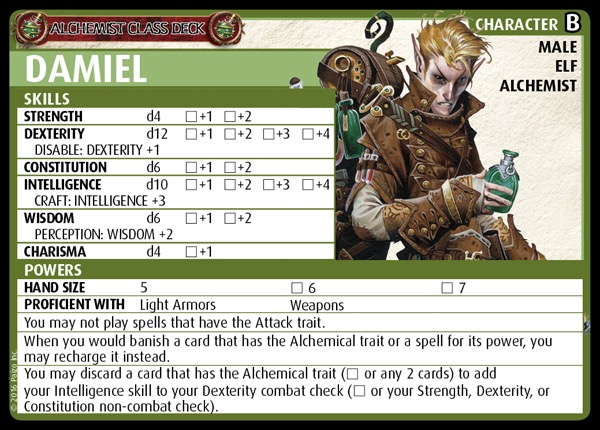 ALCHEMIST CLASS DECK
CHARACTER B
DAMIEL
MALE
ELF
ALCHEMIST
SKILLS
STRENGTH d4 □ +1 □ +2
DEXTERITY d12 □ +1 □ +2 □ +3 □ +4
DISABLE: DEXTERITY +1
CONSTITUTION d6 □ +1 □ +2
INTELLIGENCE d10 □ +1 □ +2 □ +3 □ +4
CRAFT: INTELLIGENCE +3
WISDOM d6 □ +1 □ +2
PERCEPTION: WISDOM +2
CHARISMA d4 □ +1
POWERS
HAND SIZE 5 □ 6 □ 7
PROFICIENT WITH Light Armors Weapons
You may not play spells that have the Attack trait.
When you would banish a card that has the Alchemical trait or a spell for its power, you
may recharge it instead.
You may discard a card that has the Alchemical trait (□ or any 2 cards) to add
your Intelligence skill to your Dexterity combat check (□ or your Strength, Dexterity, or
Constitution non-combat check).
© 2016 Paizo Inc.